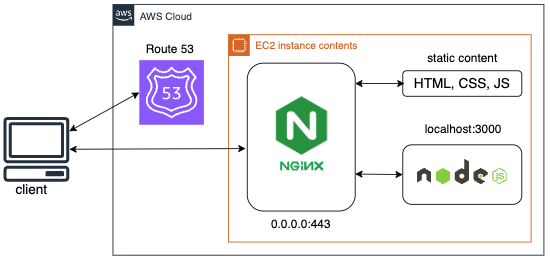 aws
AWS Cloud
Route 53
53
EC2 instance contents
static content
HTML, CSS, JS
N
NGINX
localhost:3000
node
JS
client
0.0.0.0:443